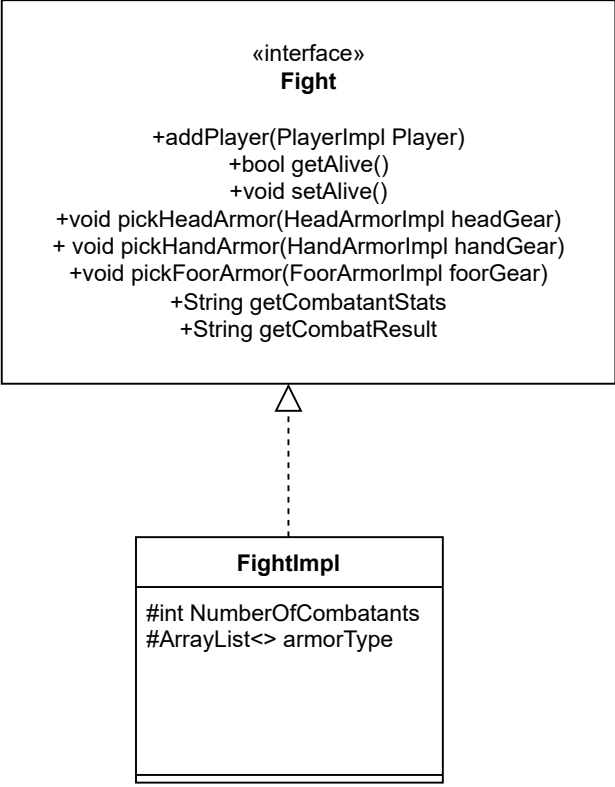 «interface»
Fight
+addPlayer(PlayerImpl Player)
+bool getAlive()
+void setAlive()
+void pickHeadArmor(HeadArmorImpl headGear)
+ void pickHandArmor(HandArmorImpl handGear)
+void pickFoorArmor(FoorArmorImpl foorGear)
+String getCombatantStats
+String getCombatResult
FightImpl
#int NumberOfCombatants
#ArrayList<> armorType